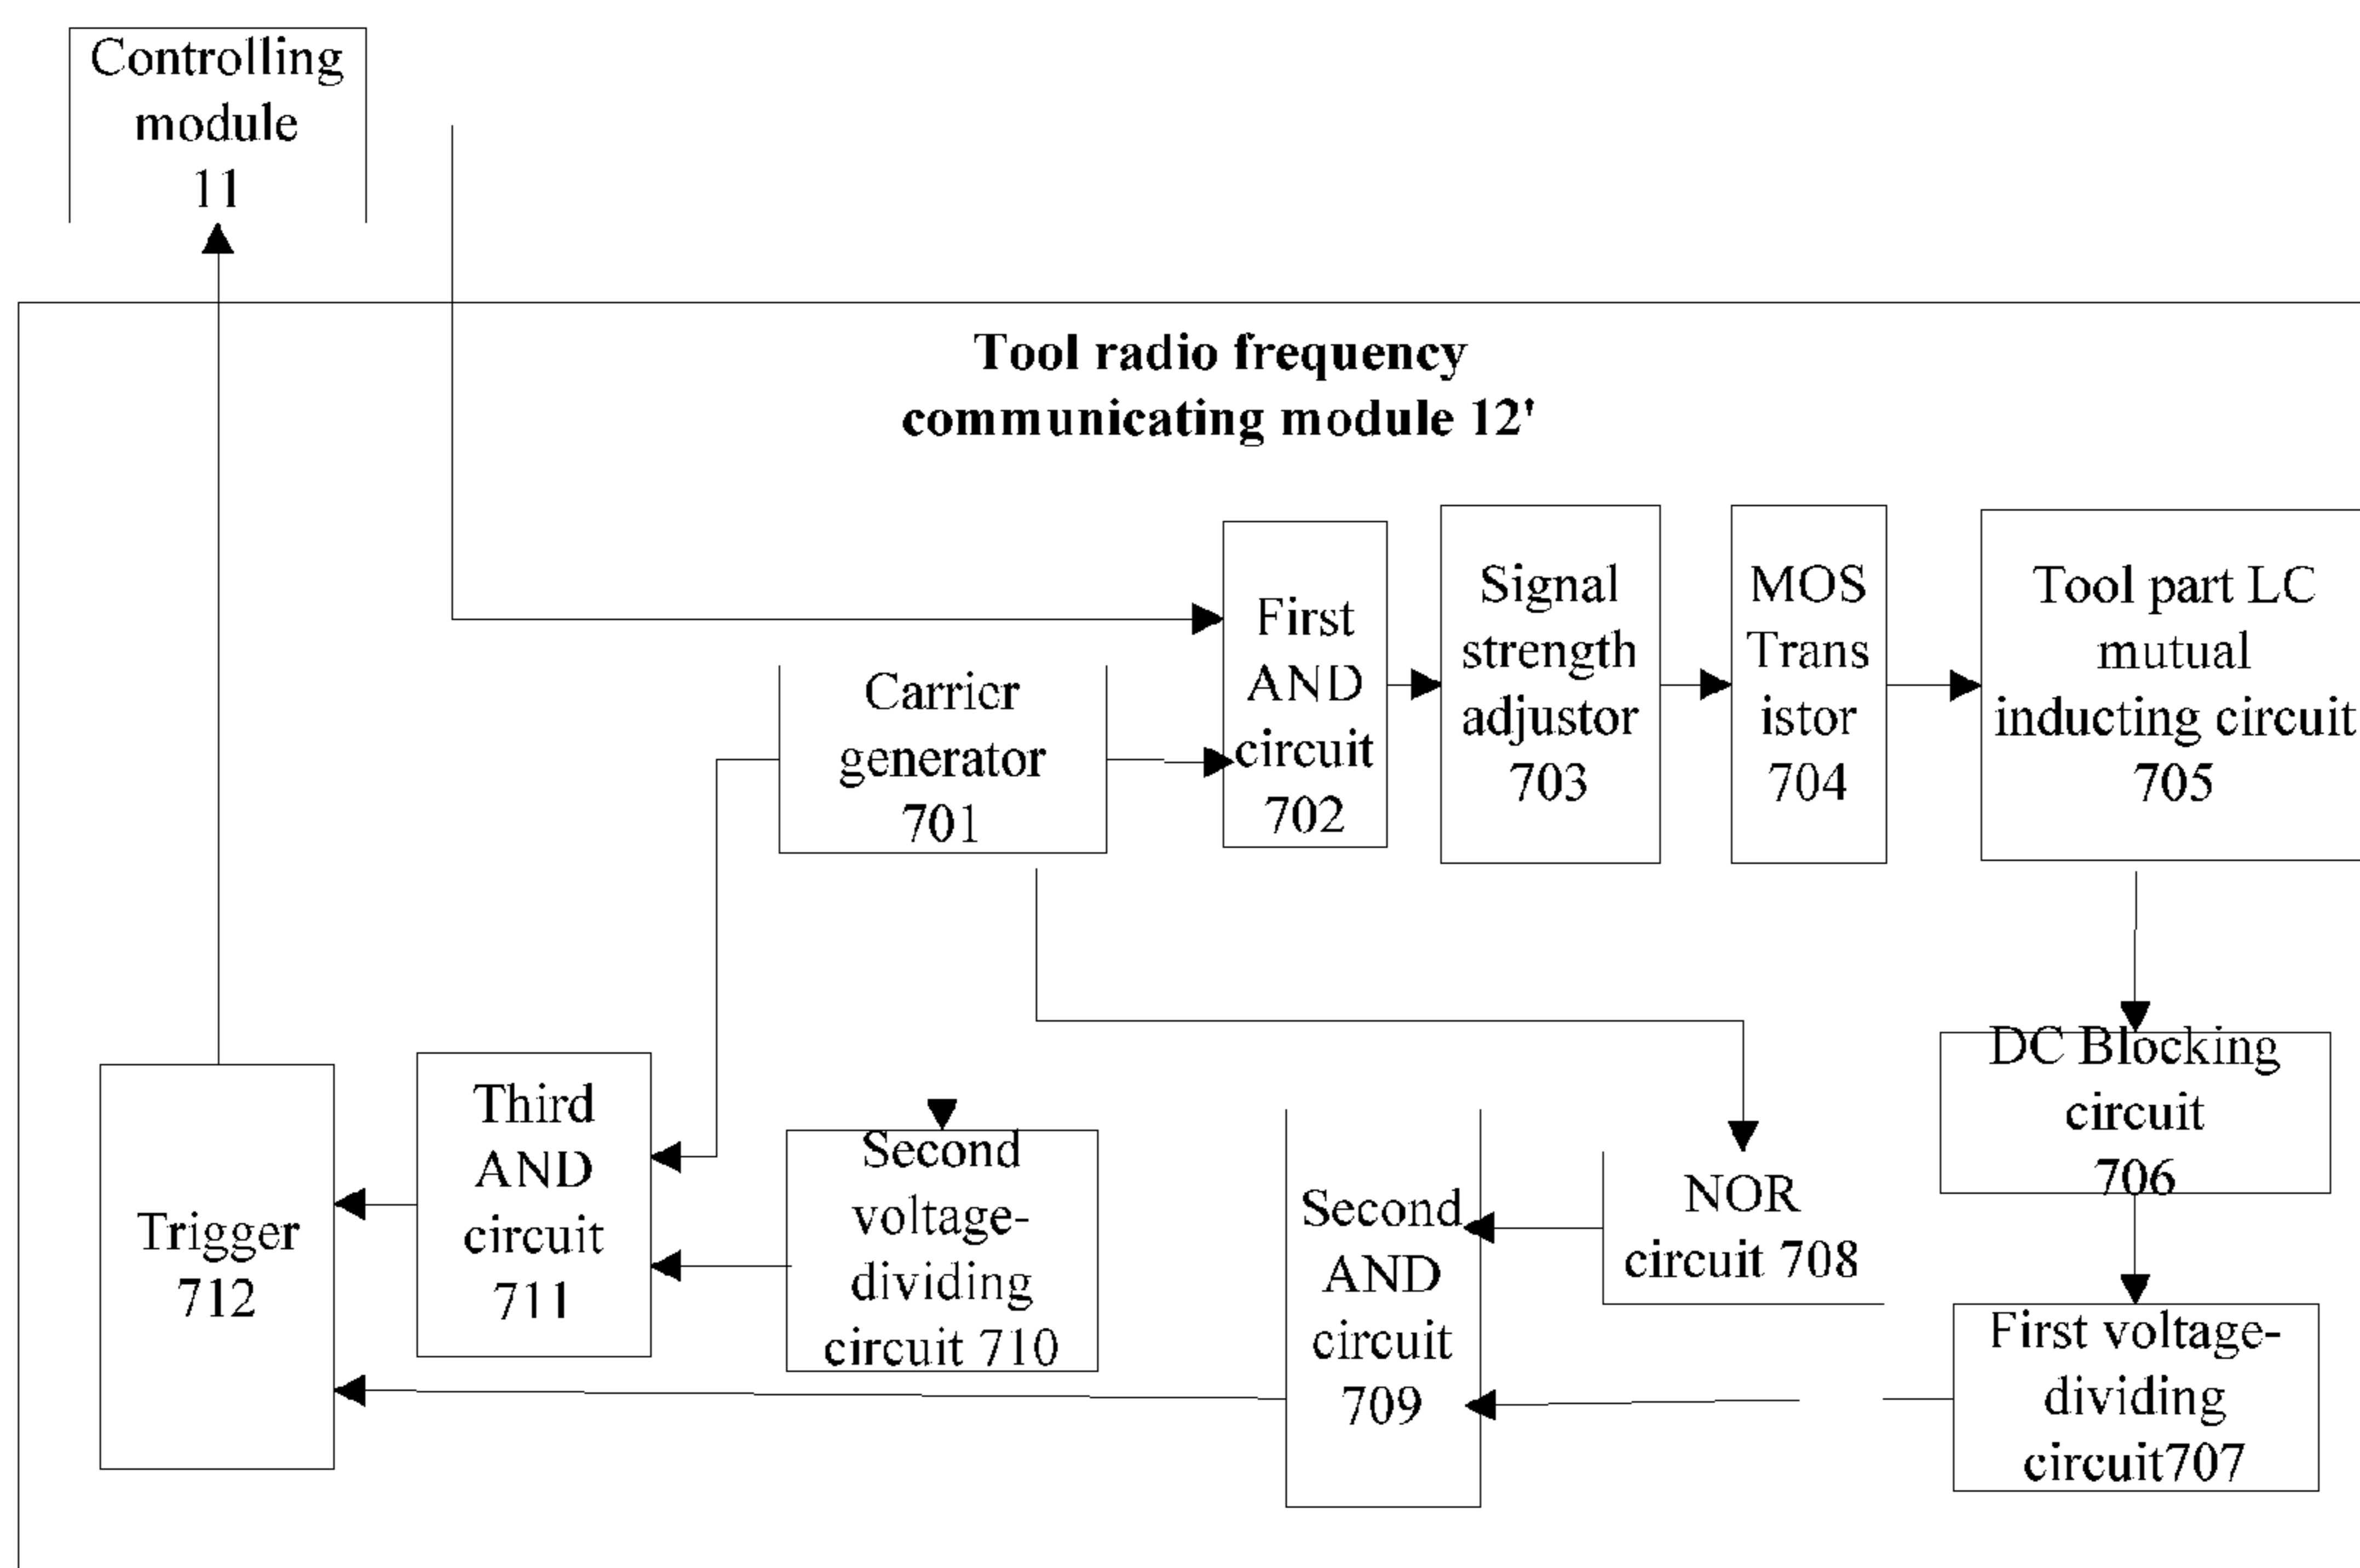 Controlling
module
11
Tool radio frequency
communicating module 12'
First
AND
circuit
702
Signal
strength
adjustor
703
MOS
Trans
istor
704
Tool part LC
mutual
inducting circuit
705
Carrier
generator
701
DC Blocking
circuit
706
Third
AND
circuit
711
Second
voltage-
dividing
circuit 710
Second
AND
circuit
709
NOR
circuit 708
Trigger
712
First voltage-
dividing
circuit707